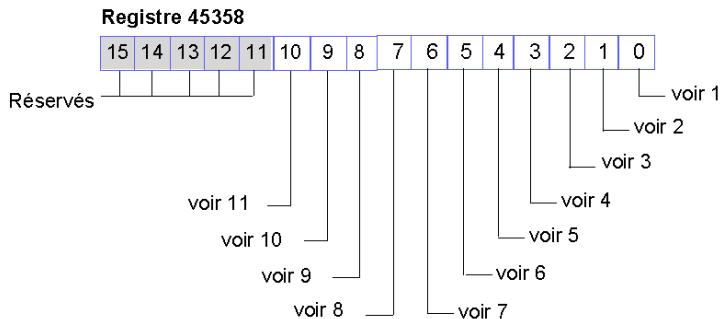 Registre 45358
15 14 13 12 11 10 9 8 7 6 5 4 3 2 1 0
Réservés
voir 1
voir 2
voir 3
voir 4
voir 11
voir 5
voir 10
voir 6
voir 9
voir 8
voir 7